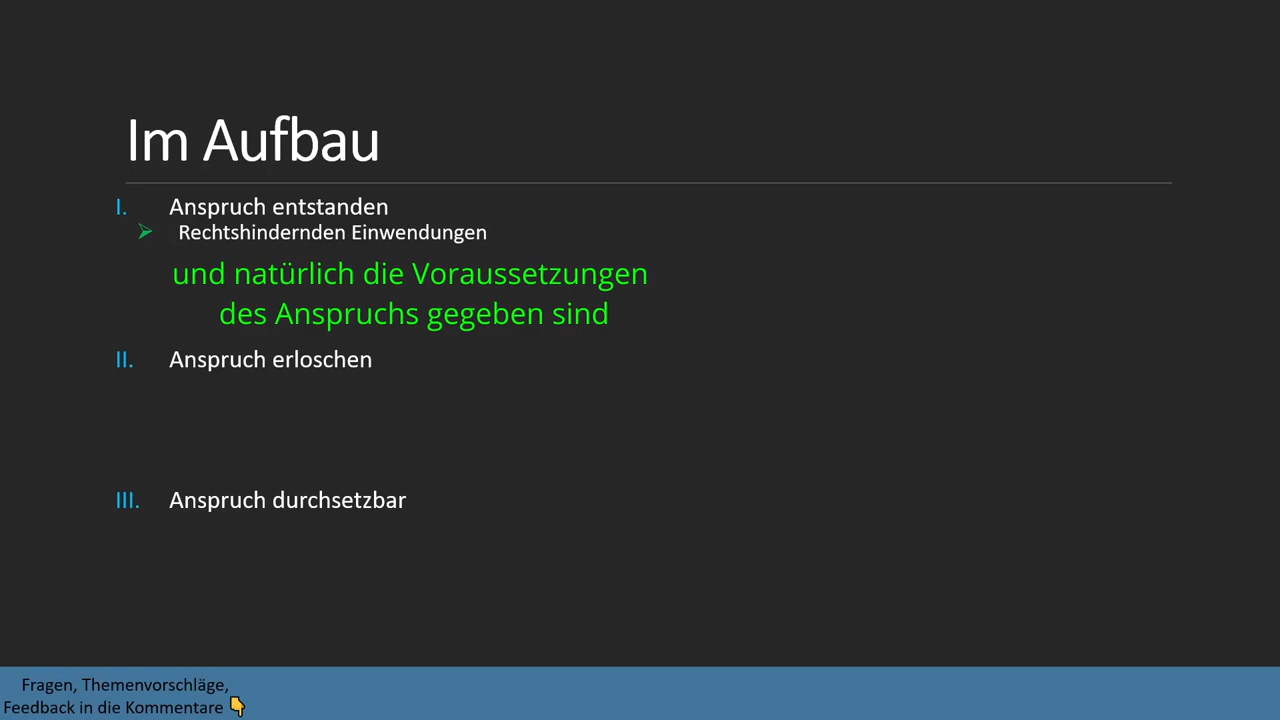 Im Aufbau
I. Anspruch entstanden
➢ Rechtshindernden Einwendungen
und natürlich die Voraussetzungen
des Anspruchs gegeben sind
II. Anspruch erloschen
III. Anspruch durchsetzbar
Fragen, Themenvorschläge,
Feedback in die Kommentare 👇